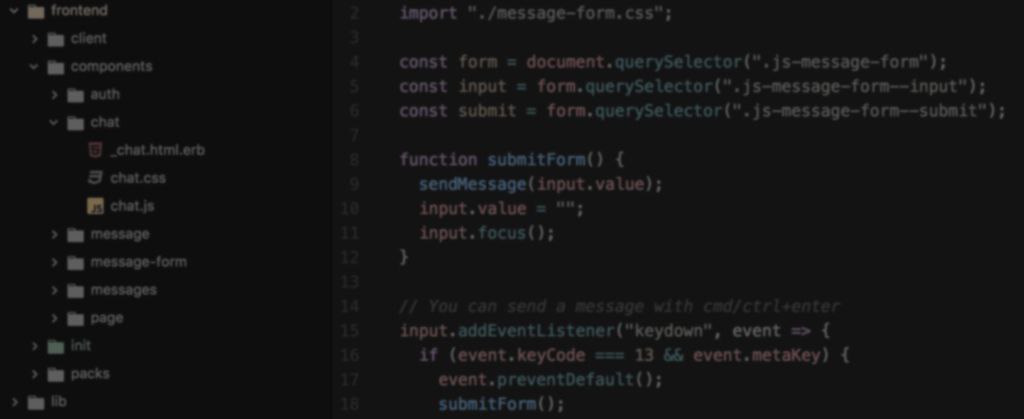 frontend
client
components
auth
chat
_chat.html.erb
chat.css
JS chat.js
message
message-form
messages
page
init
packs
lib
2 import "./message-form.css";
3
4 const form = document.querySelector(".js-message-form");
5 const input = form.querySelector(".js-message-form--input");
6 const submit = form.querySelector(".js-message-form--submit");
7
8 function submitForm() {
9 sendMessage(input.value);
10 input.value = "";
11 input.focus();
12 }
13
14 // You can send a message with cmd/ctrl+enter
15 input.addEventListener("keydown", event => {
16 if (event.keyCode === 13 && event.metaKey) {
17 event.preventDefault();
18 submitForm();